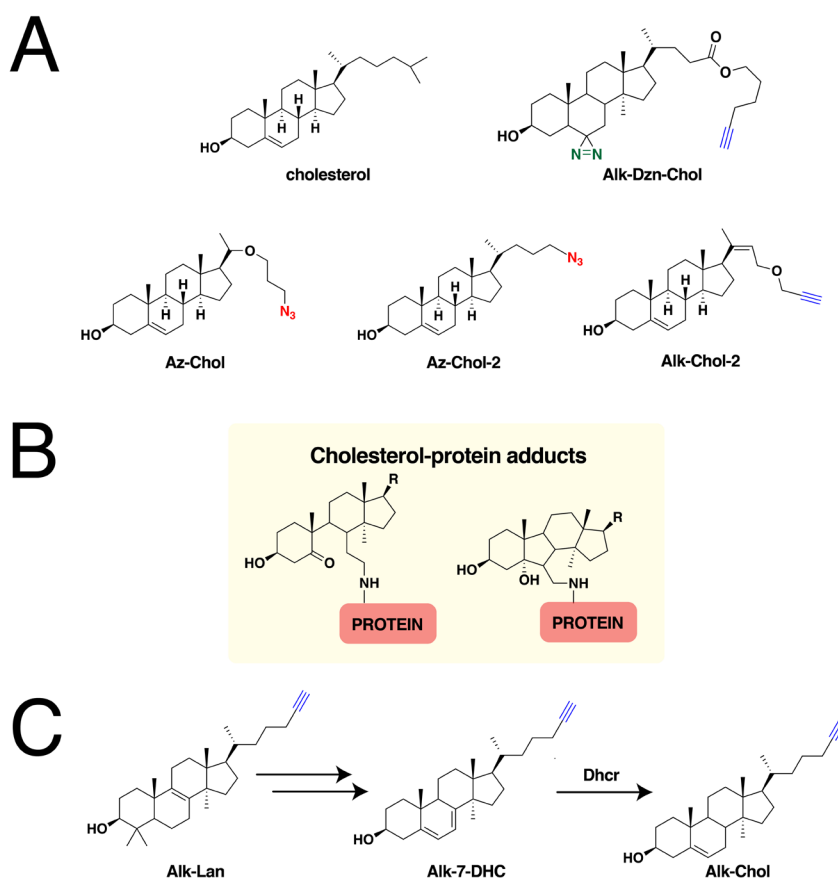 A
H
H
H
HO
cholesterol
O
O
HO
N=N
Alk-Dzn-Chol
O
H
H
H
N3
HO
Az-Chol
N3
H
H
H
HO
Az-Chol-2
O
H
H
H
HO
Alk-Chol-2
B
Cholesterol-protein adducts
R
HO
O
NH
PROTEIN
R
HO
OH
NH
PROTEIN
C
HO
Alk-Lan
HO
Alk-7-DHC
Dhcr
HO
Alk-Chol